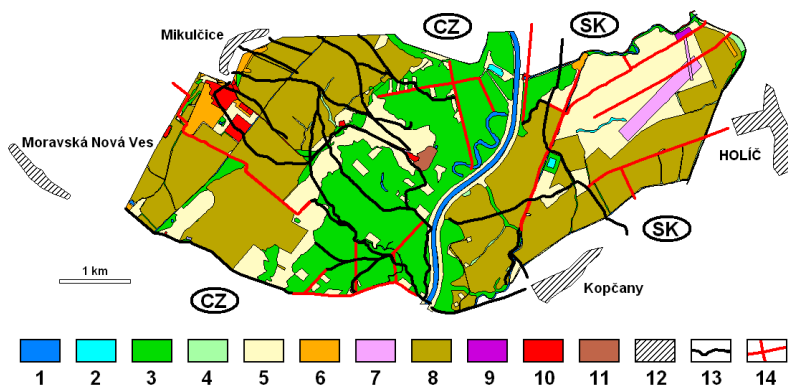 CZ
SK
Mikulčice
Moravská Nová Ves
HOLÍČ
SK
1 km
CZ
Kopčany
1 2 3 4 5 6 7 8 9 10 11 12 13 14